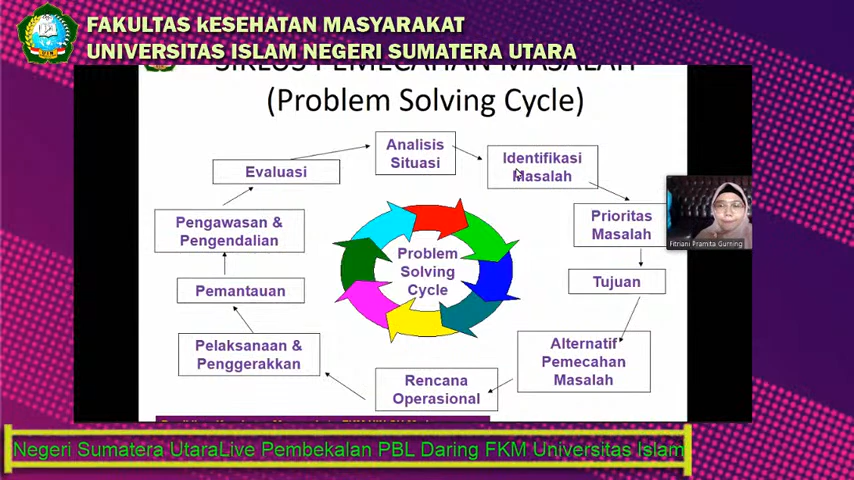 FAKULTAS kESEHATAN MASYARAKAT
UNIVERSITAS ISLAM NEGERI SUMATERA UTARA
SIKLUS PEMECAHAN MASALAH
(Problem Solving Cycle)
Analisis
Situasi
Identifikasi
Masalah
Prioritas
Masalah
Tujuan
Alternatif
Pemecahan
Masalah
Rencana
Operasional
Pelaksanaan &
Penggerakkan
Pemantauan
Pengawasan &
Pengendalian
Evaluasi
Problem
Solving
Cycle
Fitriani Pramita Gurning
Negeri Sumatera UtaraLive Pembekalan PBL Daring FKM Universitas Islam